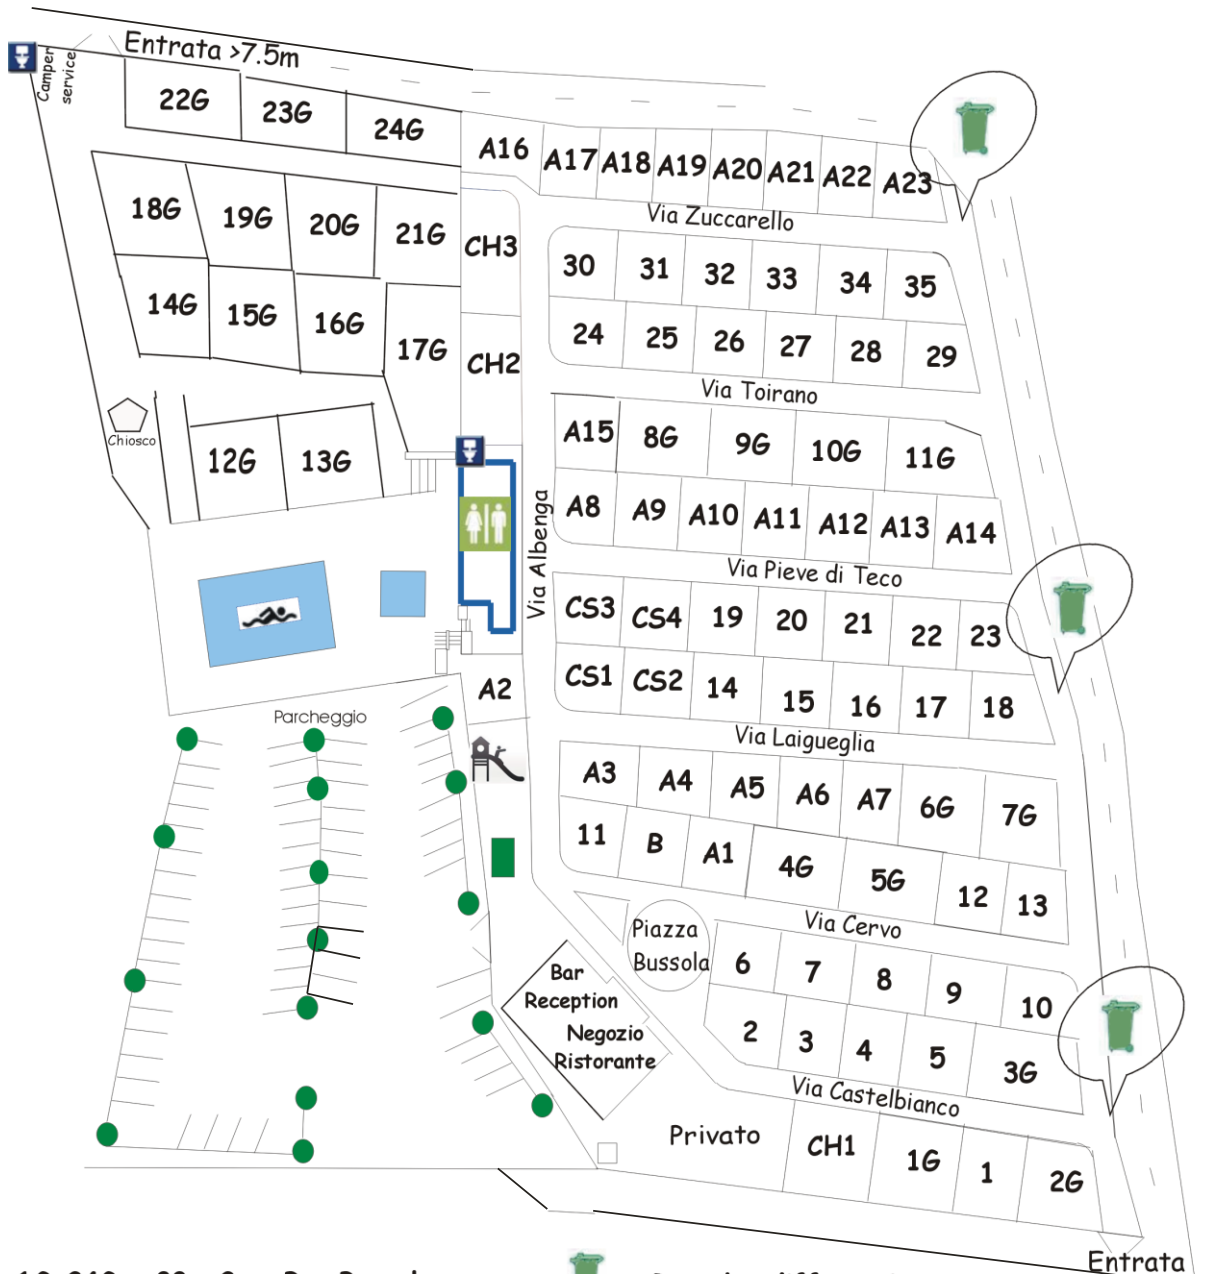 Entrata >7.5m
Camper
service
22G 23G 24G
A16 A17 A18 A19 A20 A21 A22 A23
Via Zuccarello
18G 19G 20G 21G CH3
30 31 32 33 34 35
14G 15G 16G 17G CH2
24 25 26 27 28 29
Via Toirano
Chiosco
12G 13G
A15 8G 9G 10G 11G
A8 A9 A10 A11 A12 A13 A14
Via Albenga
Via Pieve di Teco
CS3 CS4 19 20 21 22 23
CS1 CS2 14 15 16 17 18
A2
Parcheggio
Via Laigueglia
A3 A4 A5 A6 A7 6G 7G
11 B A1 4G 5G 12 13
Via Cervo
Piazza
Bussola
6 7 8 9 10
Bar
Reception
Negozio
Ristorante
2 3 4 5 3G
Via Castelbianco
Privato CH1 1G 1 2G
Entrata